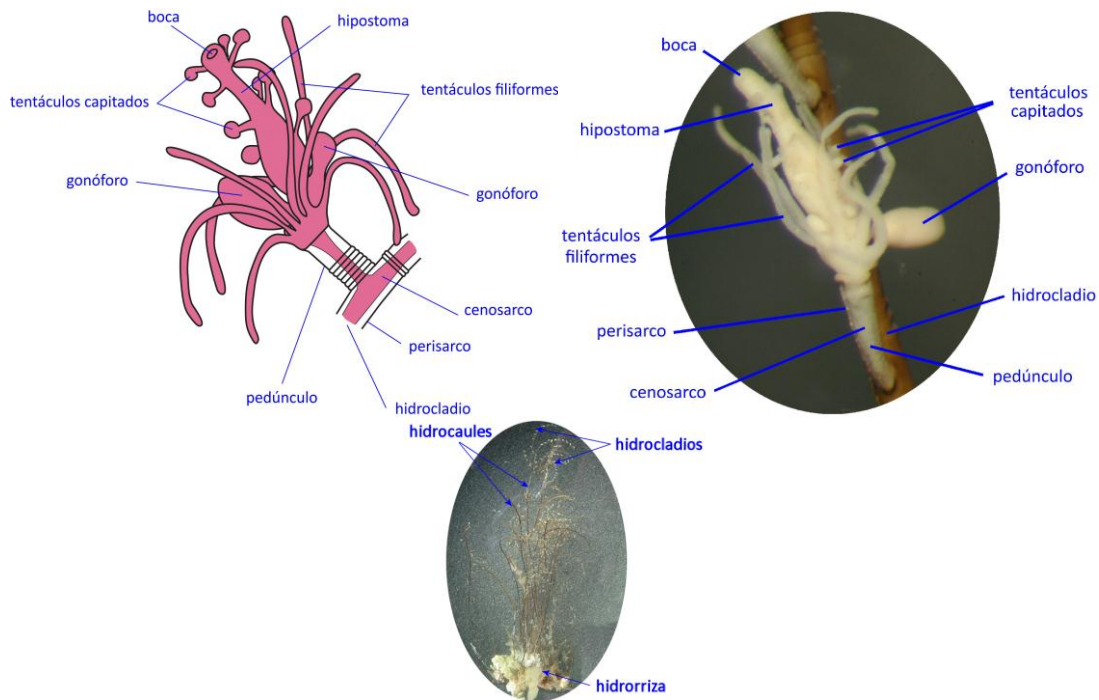 boca
hipostoma
tentáculos capitados
tentáculos filiformes
gonóforo
gonóforo
cenosarco
perisarco
pedúnculo
hidrocladio
boca
tentáculos
capitados
hipostoma
gonóforo
tentáculos
filiformes
hidrocladio
perisarco
pedúnculo
cenosarco
hidrocaules
hidrocladios
hidrorriza